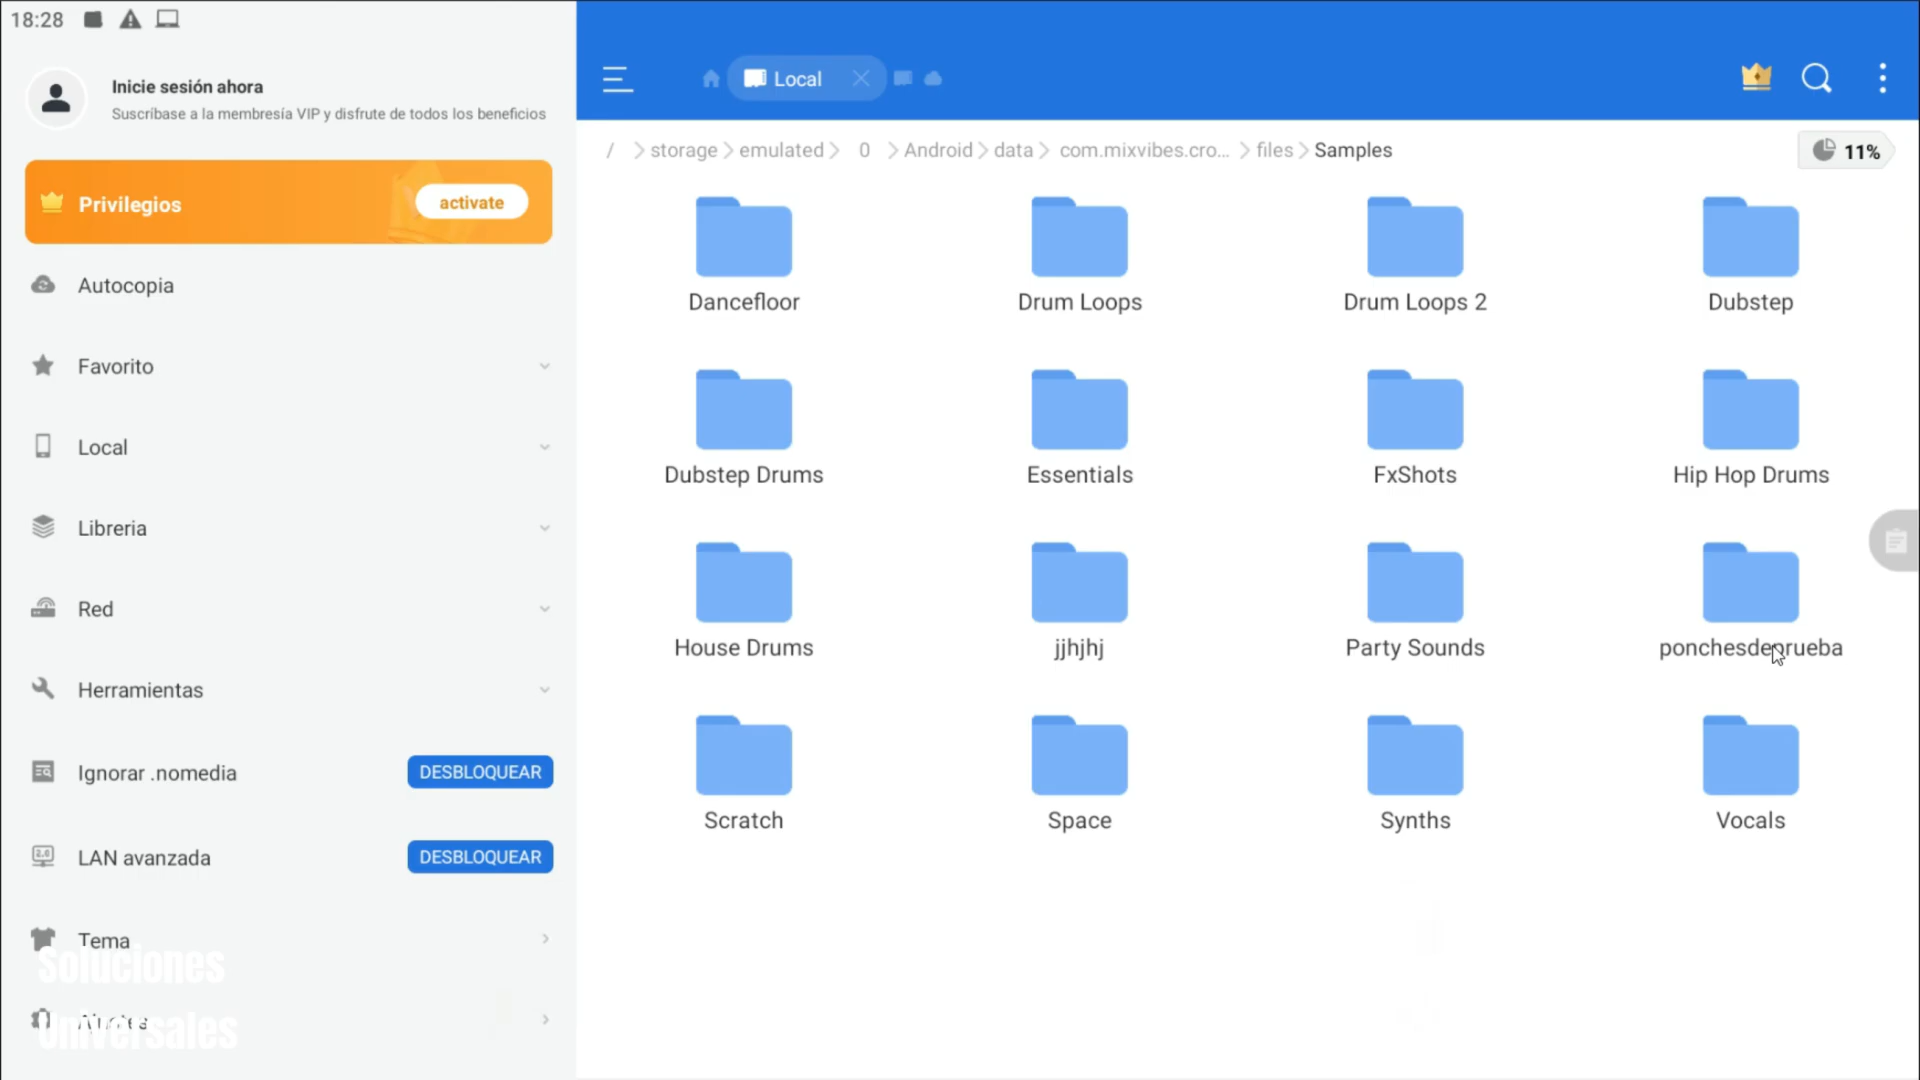 18:28
Inicie sesión ahora
Suscríbase a la membresía VIP y disfrute de todos los beneficios
Privilegios
activate
Autocopia
Favorito
Local
Libreria
Red
Herramientas
Ignorar .nomedia
DESBLOQUEAR
LAN avanzada
DESBLOQUEAR
Tema
Soluciones
Universales
Local
/ storage emulated 0 Android data com.mixvibes.cro... files Samples
11%
Dancefloor
Drum Loops
Drum Loops 2
Dubstep
Dubstep Drums
Essentials
FxShots
Hip Hop Drums
House Drums
jjhjhj
Party Sounds
ponchesdeprueba
Scratch
Space
Synths
Vocals